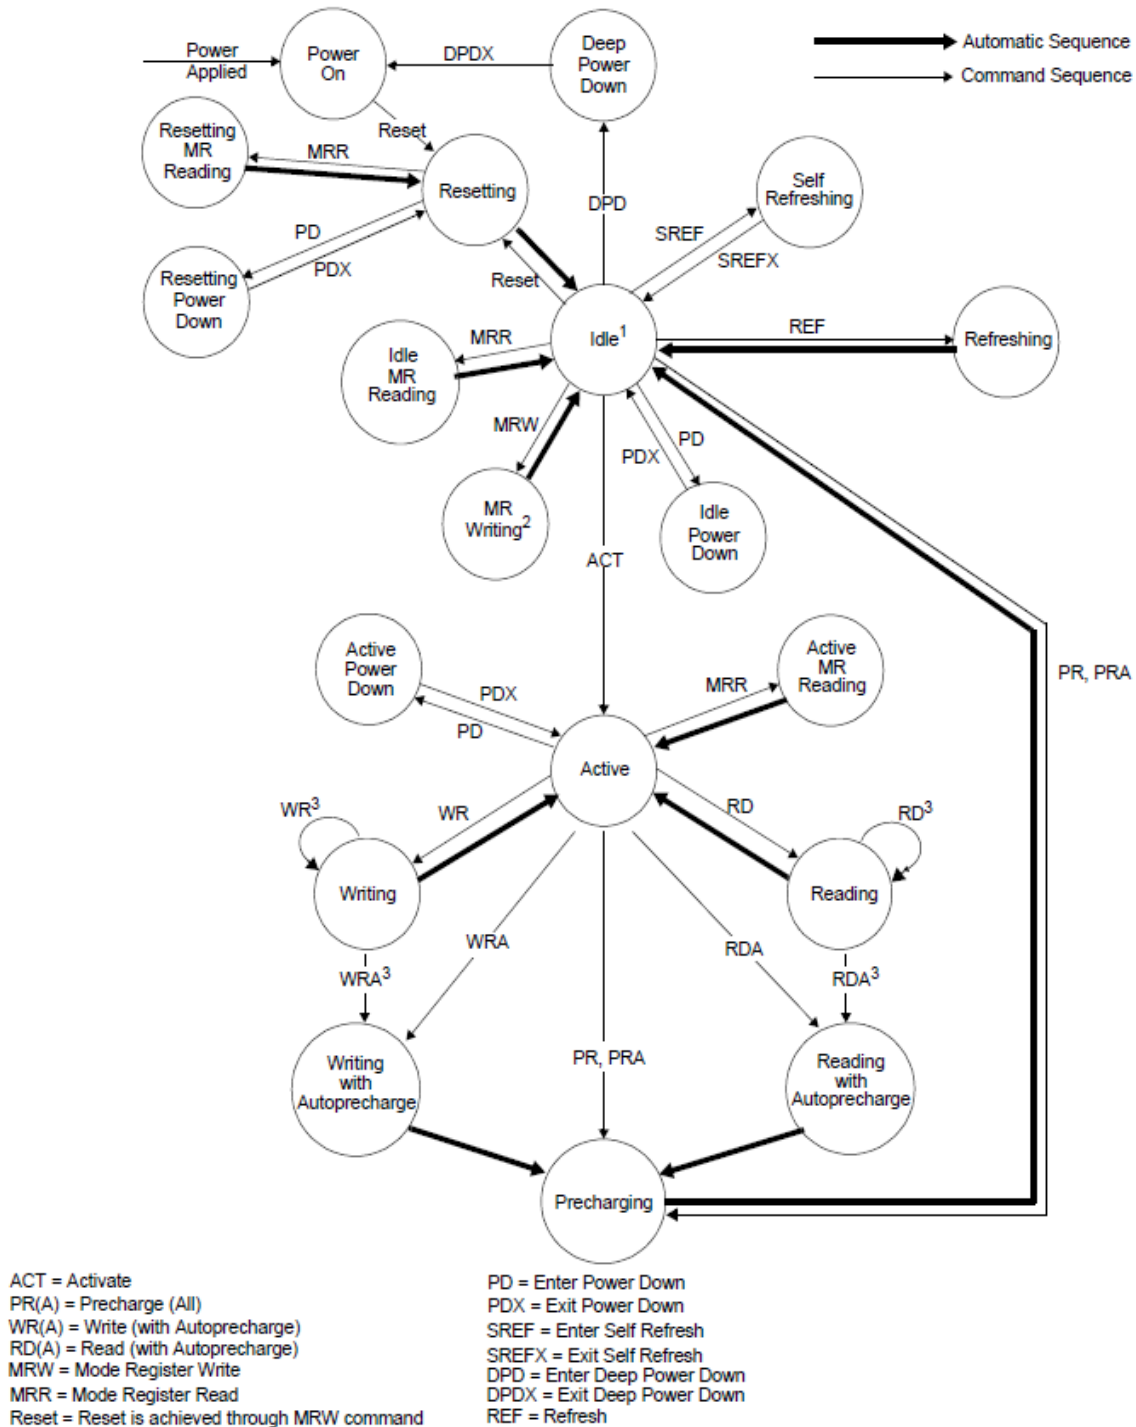 Power
Applied
Power
On
DPDX
Deep
Power
Down
Automatic Sequence
Command Sequence
Reset
Resetting
MR
Reading
MRR
Resetting
DPD
Self
Refreshing
SREF
SREFX
PD
PDX
Resetting
Power
Down
Reset
Idle¹
REF
Refreshing
MRR
Idle
MR
Reading
MRW
MR
Writing²
PD
PDX
Idle
Power
Down
ACT
Active
Power
Down
PDX
PD
MRR
Active
MR
Reading
PR, PRA
Active
WR³
WR
RD
RD³
Writing
Reading
WRA
RDA
WRA³
RDA³
Writing
with
Autoprecharge
PR, PRA
Reading
with
Autoprecharge
Precharging
ACT = Activate
PR(A) = Precharge (All)
WR(A) = Write (with Autoprecharge)
RD(A) = Read (with Autoprecharge)
MRW = Mode Register Write
MRR = Mode Register Read
Reset = Reset is achieved through MRW command
PD = Enter Power Down
PDX = Exit Power Down
SREF = Enter Self Refresh
SREFX = Exit Self Refresh
DPD = Enter Deep Power Down
DPDX = Exit Deep Power Down
REF = Refresh